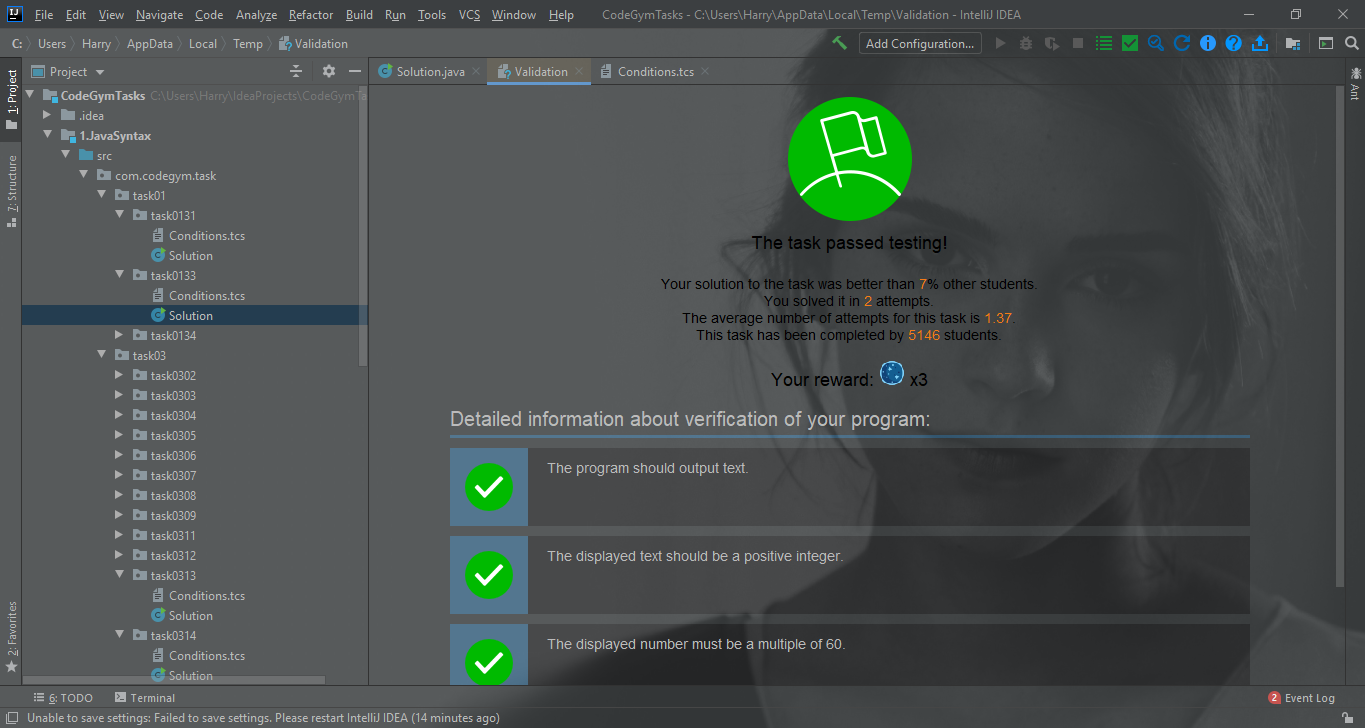 IJ File Edit View Navigate Code Analyze Refactor Build Run Tools VCS Window Help CodeGymTasks - C:\Users\Harry\AppData\Local\Temp\Validation - IntelliJ IDEA
C: Users Harry AppData Local Temp Validation Add Configuration...
Project Solution.java Validation Conditions.tcs
1: Project
7: Structure
2: Favorites
CodeGymTasks C:\Users\Harry\IdeaProjects\CodeGymTa
.idea
1.JavaSyntax
src
com.codegym.task
task01
task0131
Conditions.tcs
Solution
task0133
Conditions.tcs
Solution
task0134
task03
task0302
task0303
task0304
task0305
task0306
task0307
task0308
task0309
task0311
task0312
task0313
Conditions.tcs
Solution
task0314
Conditions.tcs
Solution
The task passed testing!
Your solution to the task was better than 7% other students.
You solved it in 2 attempts.
The average number of attempts for this task is 1.37.
This task has been completed by 5146 students.
Your reward: x3
Detailed information about verification of your program:
The program should output text.
The displayed text should be a positive integer.
The displayed number must be a multiple of 60.
Ant
6: TODO Terminal 2 Event Log
Unable to save settings: Failed to save settings. Please restart IntelliJ IDEA (14 minutes ago)